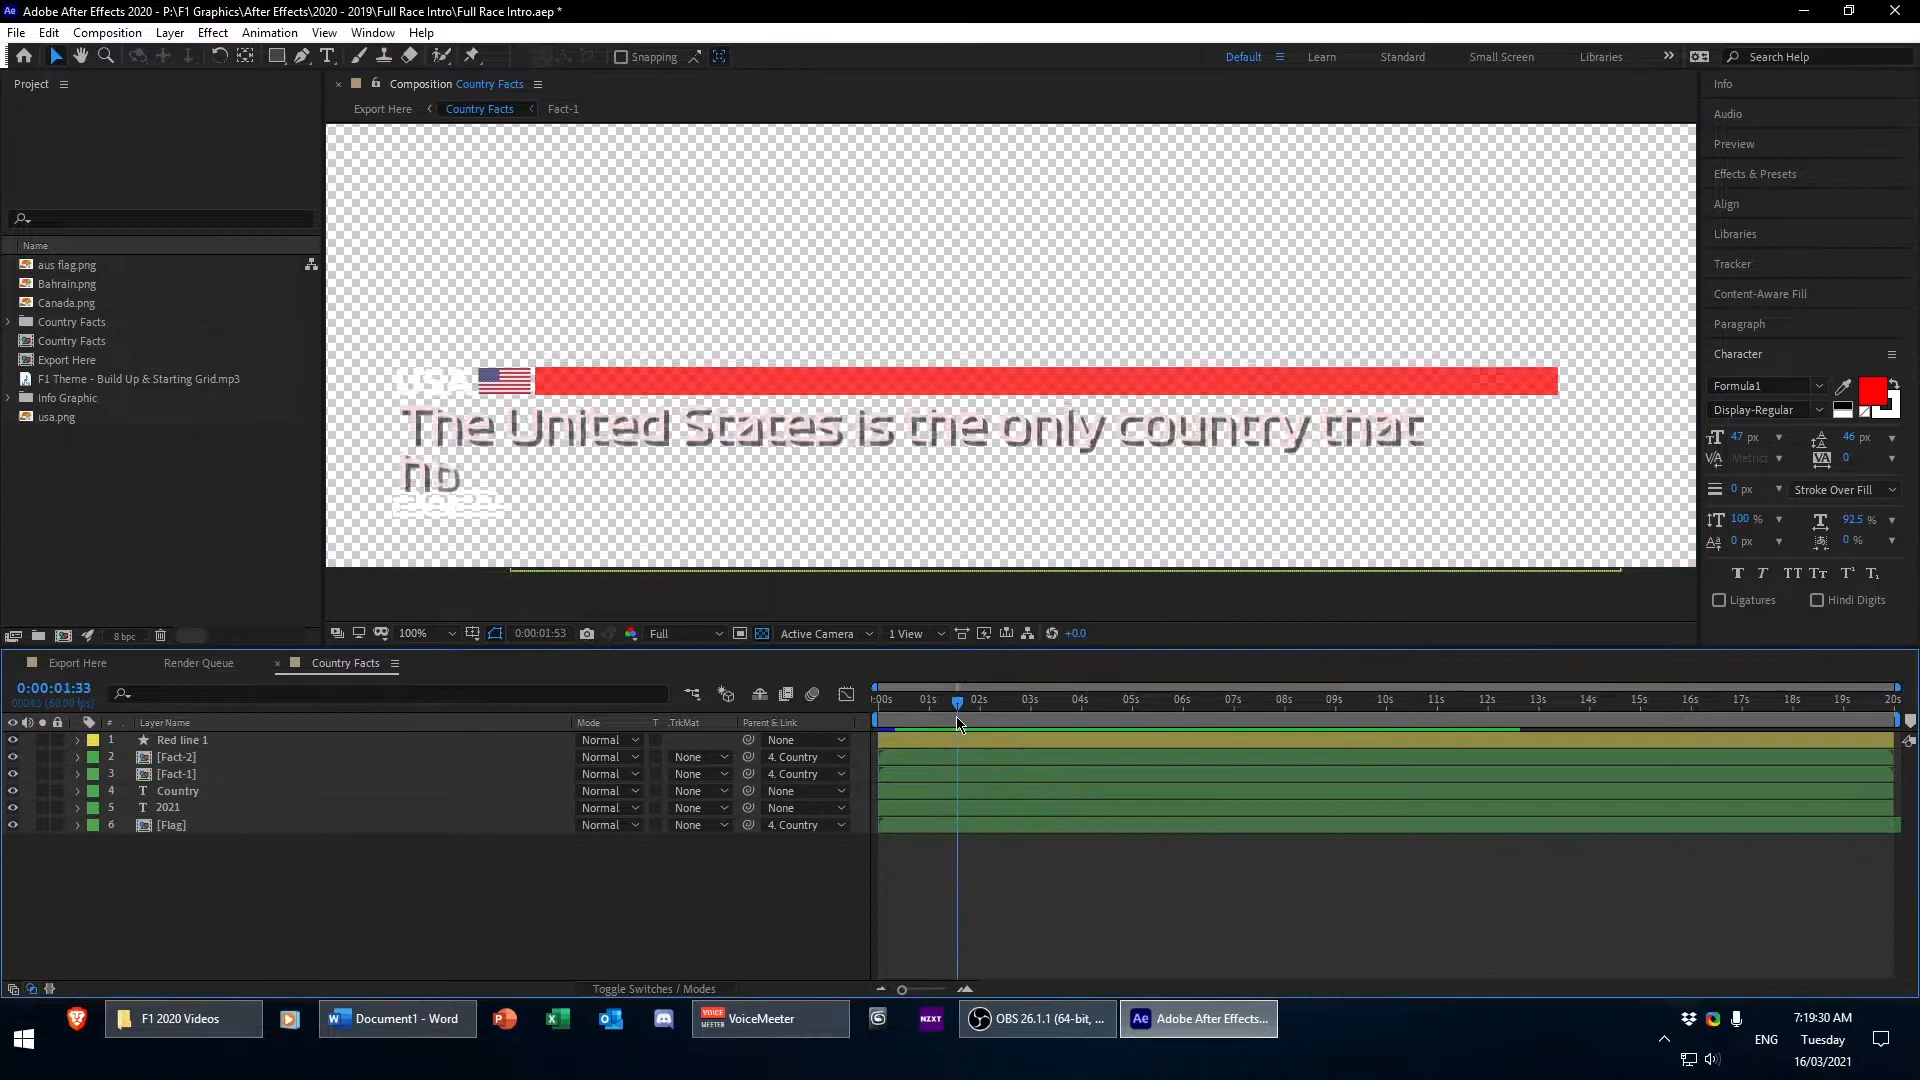 Adobe After Effects 2020 - P:\F1 Graphics\After Effects\2020 - 2019\Full Race Intro\Full Race Intro.aep *
File Edit Composition Layer Effect Animation View Window Help
Snapping
Default Learn Standard Small Screen Libraries Search Help
Project
Composition Country Facts
Export Here Country Facts Fact-1
Name
aus flag.png
Bahrain.png
Canada.png
Country Facts
Country Facts
Export Here
F1 Theme - Build Up & Starting Grid.mp3
Info Graphic
usa.png
8 bpc
USA
The United States is the only country that
100% 0:00:01:53 Full Active Camera 1 View +0.0
Info
Audio
Preview
Effects & Presets
Align
Libraries
Tracker
Content-Aware Fill
Paragraph
Character
Formula1
Display-Regular
47 px 46 px
Metrics 0
0 px Stroke Over Fill
100 % 92.5 %
0 px 0 %
T T TT Tt T¹ T₁
Ligatures Hindi Digits
Export Here Render Queue Country Facts
0:00:01:33
:00s 01s 02s 03s 04s 05s 06s 07s 08s 09s 10s 11s 12s 13s 14s 15s 16s 17s 18s 19s 20s
# Layer Name Mode T .TrkMat Parent & Link
1 Red line 1 Normal None
2 [Fact-2] Normal None 4. Country
3 [Fact-1] Normal None 4. Country
4 T Country Normal None None
5 T 2021 Normal None None
6 [Flag] Normal None 4. Country
Toggle Switches / Modes
F1 2020 Videos Document1 - Word VoiceMeeter NZXT OBS 26.1.1 (64-bit, ... Adobe After Effects...
7:19:30 AM
ENG Tuesday
16/03/2021